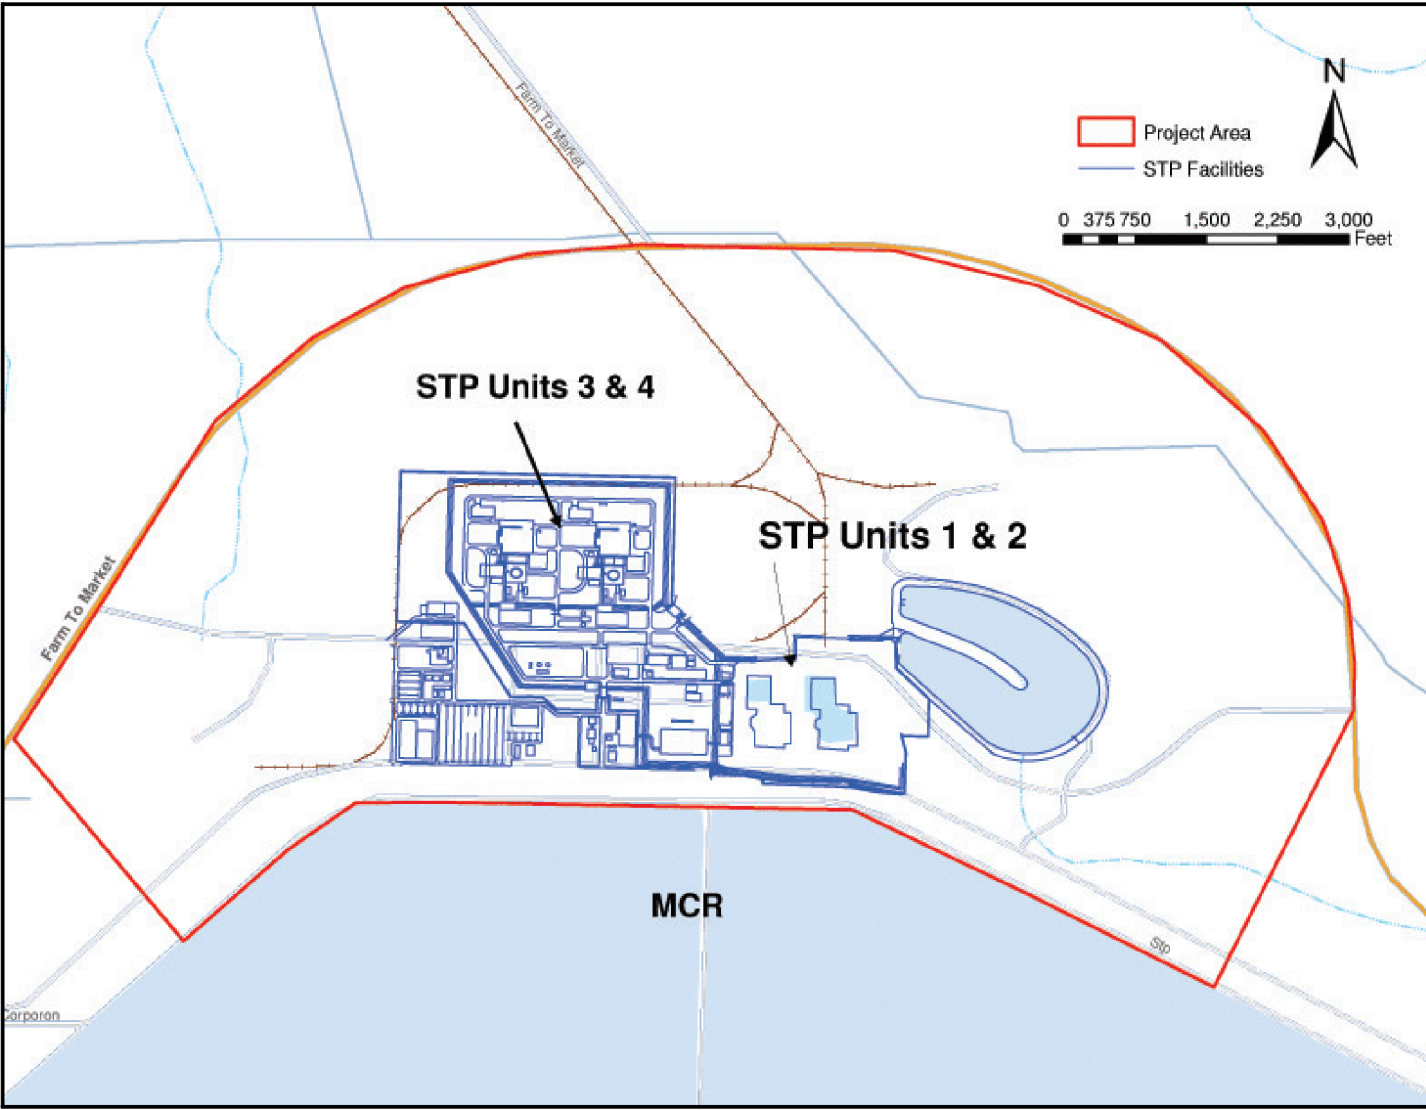 N
Farm To Market
Project Area
STP Facilities
0 375 750 1,500 2,250 3,000
Feet
STP Units 3 & 4
STP Units 1 & 2
Farm To Market
MCR
Stp
Corporon